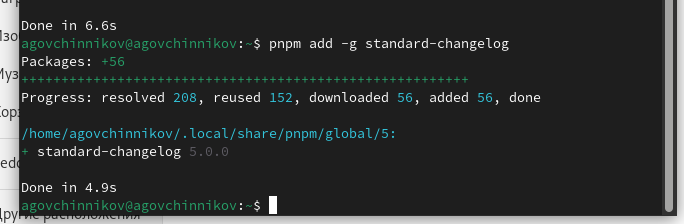 Done in 6.6s
agovchinnikov@agovchinnikov:~$ pnpm add -g standard-changelog
Packages: +56
++++++++++++++++++++++++++++++++++++++++++++++++++++++++
Progress: resolved 208, reused 152, downloaded 56, added 56, done
/home/agovchinnikov/.local/share/pnpm/global/5:
+ standard-changelog 5.0.0
Done in 4.9s
agovchinnikov@agovchinnikov:~$